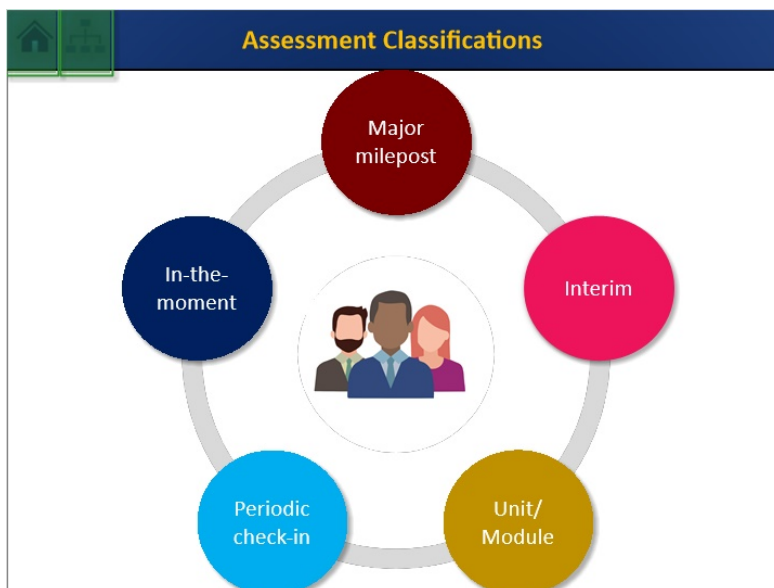 Assessment Classifications
Major
milepost
Interim
Unit/
Module
Periodic
check-in
In-the-
moment